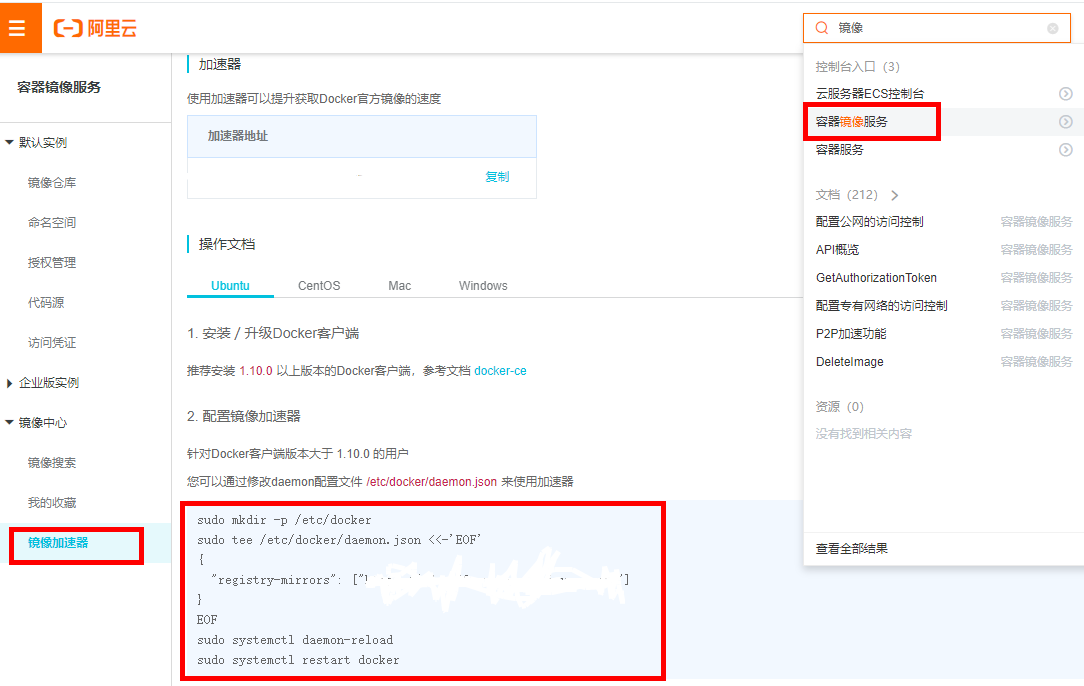 阿里云
镜像
容器镜像服务
默认实例
镜像仓库
命名空间
授权管理
代码源
访问凭证
企业版实例
镜像中心
镜像搜索
我的收藏
镜像加速器
加速器
使用加速器可以提升获取Docker官方镜像的速度
加速器地址
复制
操作文档
Ubuntu CentOS Mac Windows
1. 安装 / 升级Docker客户端
推荐安装 1.10.0 以上版本的Docker客户端，参考文档 docker-ce
2. 配置镜像加速器
针对Docker客户端版本大于 1.10.0 的用户
您可以通过修改daemon配置文件 /etc/docker/daemon.json 来使用加速器
sudo mkdir -p /etc/docker
sudo tee /etc/docker/daemon.json <<-'EOF'
{
"registry-mirrors": [" "]
}
EOF
sudo systemctl daemon-reload
sudo systemctl restart docker
控制台入口 (3)
云服务器ECS控制台
容器镜像服务
容器服务
文档 (212)
配置公网的访问控制 容器镜像服务
API概览 容器镜像服务
GetAuthorizationToken 容器镜像服务
配置专有网络的访问控制 容器镜像服务
P2P加速功能 容器镜像服务
DeleteImage 容器镜像服务
资源 (0)
没有找到相关内容
查看全部结果